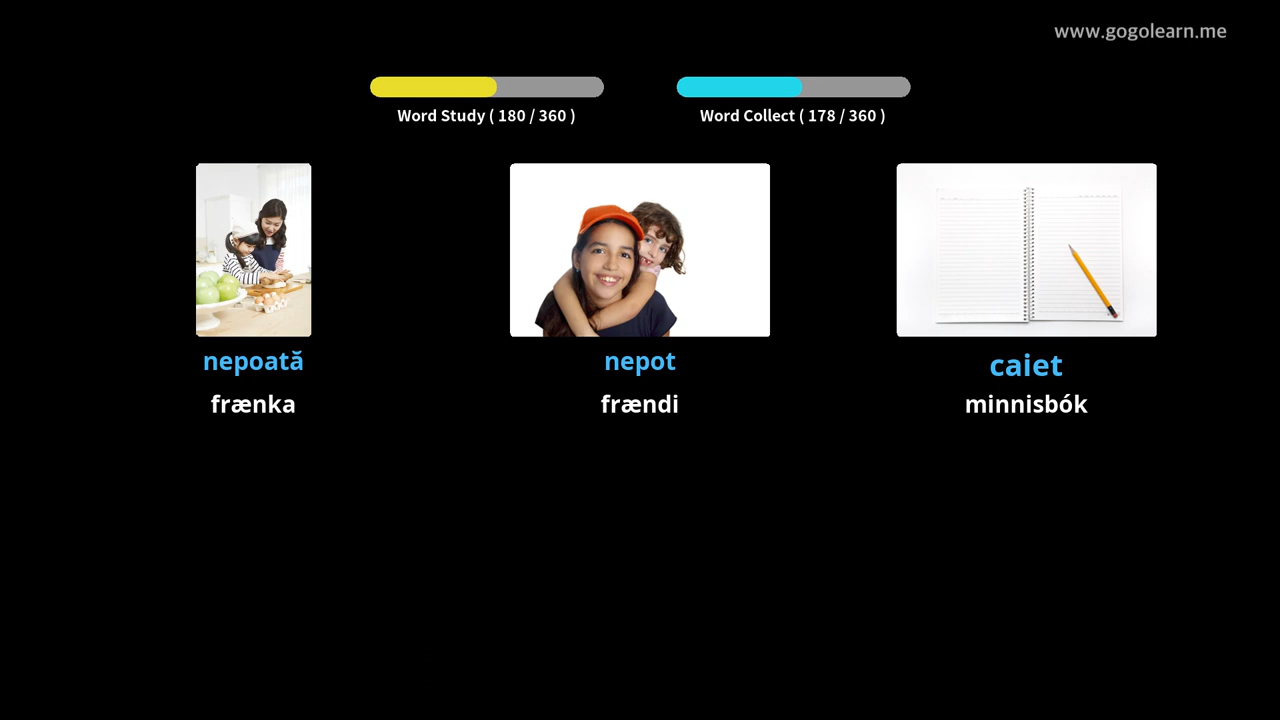 www.gogolearn.me
Word Study ( 180 / 360 )
Word Collect ( 178 / 360 )
nepoată
nepot
caiet
frænka
frændi
minnisbók